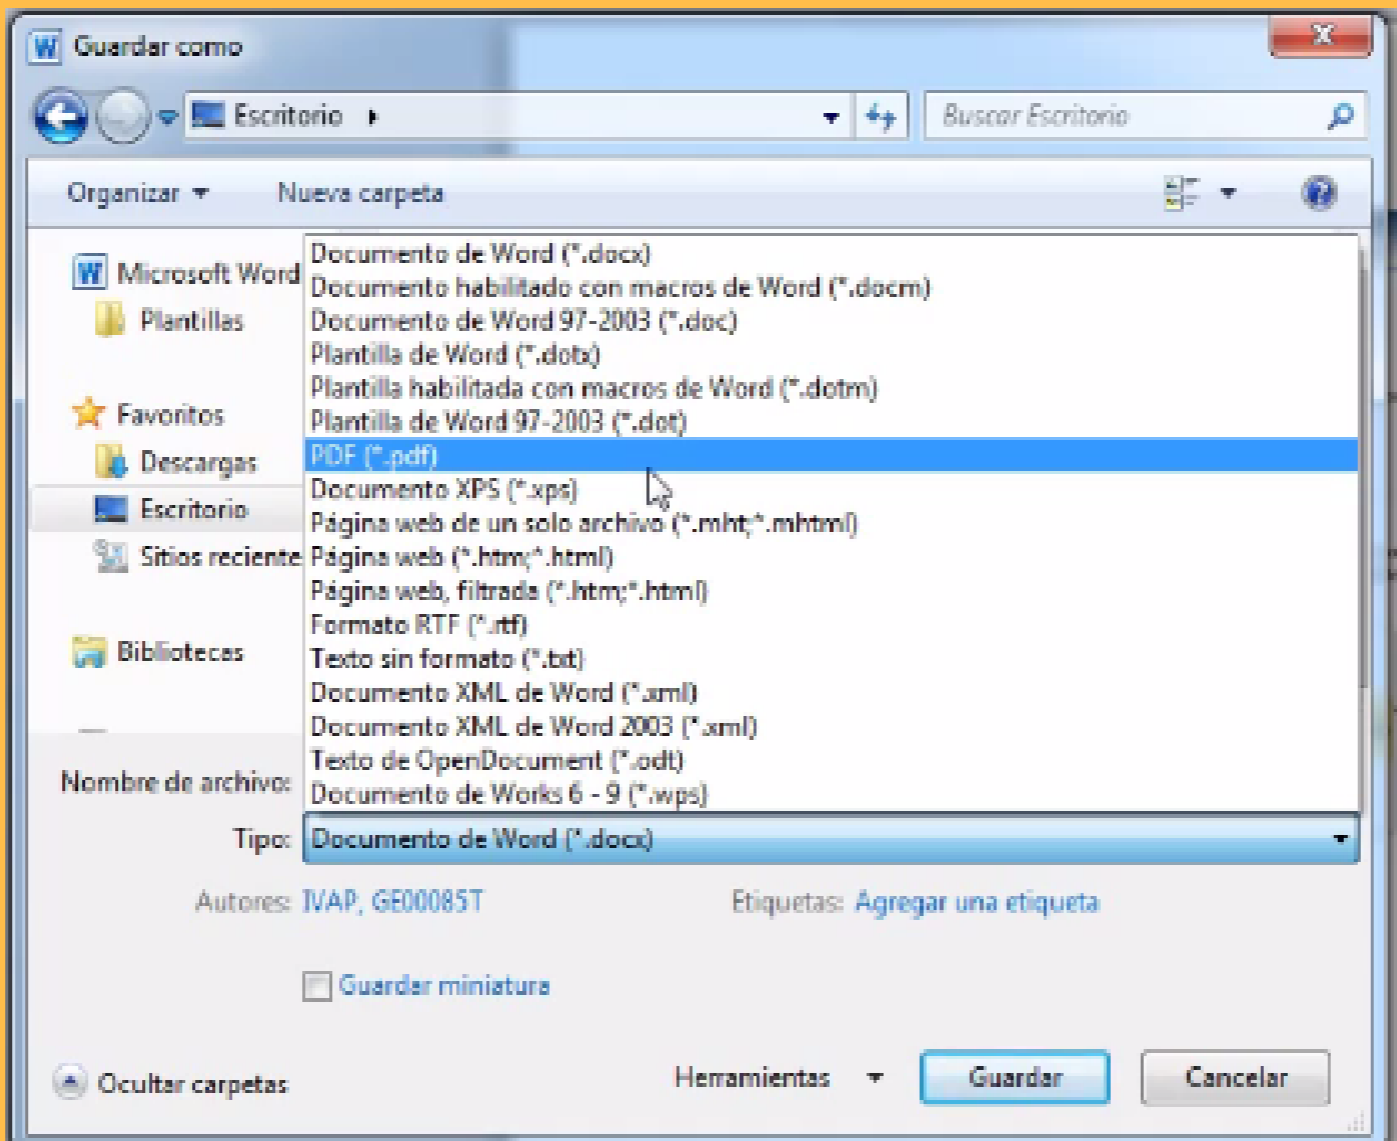 Guardar como
Escritorio
Buscar Escritorio
Organizar
Nueva carpeta
Microsoft Word
Plantillas
Favoritos
Descargas
Escritorio
Sitios reciente
Bibliotecas
Documento de Word (*.docx)
Documento habilitado con macros de Word (*.docm)
Documento de Word 97-2003 (*.doc)
Plantilla de Word (*.dotx)
Plantilla habilitada con macros de Word (*.dotm)
Plantilla de Word 97-2003 (*.dot)
PDF (*.pdf)
Documento XPS (*.xps)
Página web de un solo archivo (*.mht;*.mhtml)
Página web (*.htm;*.html)
Página web, filtrada (*.htm;*.html)
Formato RTF (*.rtf)
Texto sin formato (*.txt)
Documento XML de Word (*.xml)
Documento XML de Word 2003 (*.xml)
Texto de OpenDocument (*.odt)
Documento de Works 6 - 9 (*.wps)
Nombre de archivo:
Tipo: Documento de Word (*.docx)
Autores: IVAP, GE00085T
Etiquetas: Agregar una etiqueta
Guardar miniatura
Ocultar carpetas
Herramientas
Guardar
Cancelar